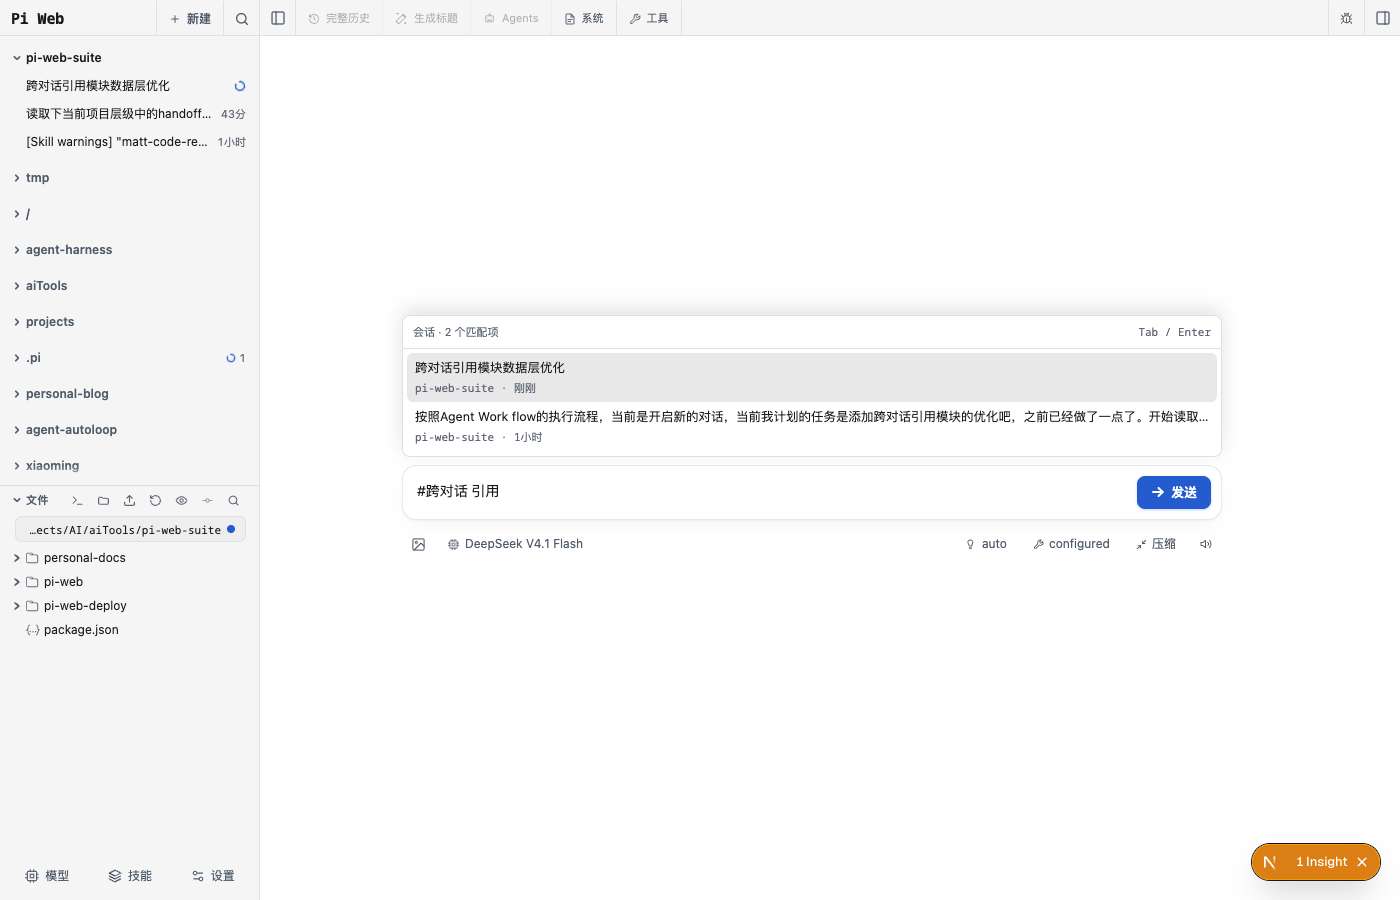 Pi Web
新建
完整历史
生成标题
Agents
系统
工具
pi-web-suite
跨对话引用模块数据层优化
读取下当前项目层级中的handoff... 43分
[Skill warnings] "matt-code-re... 1小时
tmp
/
agent-harness
aiTools
projects
.pi 1
personal-blog
agent-autoloop
xiaoming
文件
…ects/AI/aiTools/pi-web-suite
personal-docs
pi-web
pi-web-deploy
package.json
模型
技能
设置
会话 · 2 个匹配项 Tab / Enter
跨对话引用模块数据层优化
pi-web-suite · 刚刚
按照Agent Work flow的执行流程，当前是开启新的对话，当前我计划的任务是添加跨对话引用模块的优化吧，之前已经做了一点了。开始读取...
pi-web-suite · 1小时
#跨对话 引用
发送
DeepSeek V4.1 Flash
auto
configured
压缩
1 Insight